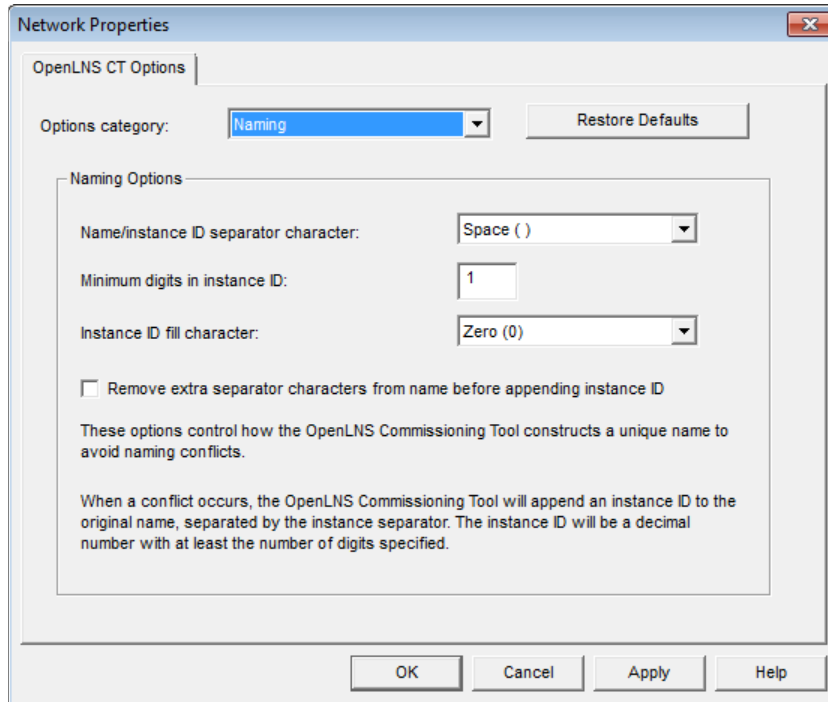 Network Properties
OpenLNS CT Options
Options category: Naming Restore Defaults
Naming Options
Name/instance ID separator character: Space ( )
Minimum digits in instance ID: 1
Instance ID fill character: Zero (0)
Remove extra separator characters from name before appending instance ID
These options control how the OpenLNS Commissioning Tool constructs a unique name to
avoid naming conflicts.
When a conflict occurs, the OpenLNS Commissioning Tool will append an instance ID to the
original name, separated by the instance separator. The instance ID will be a decimal
number with at least the number of digits specified.
OK Cancel Apply Help